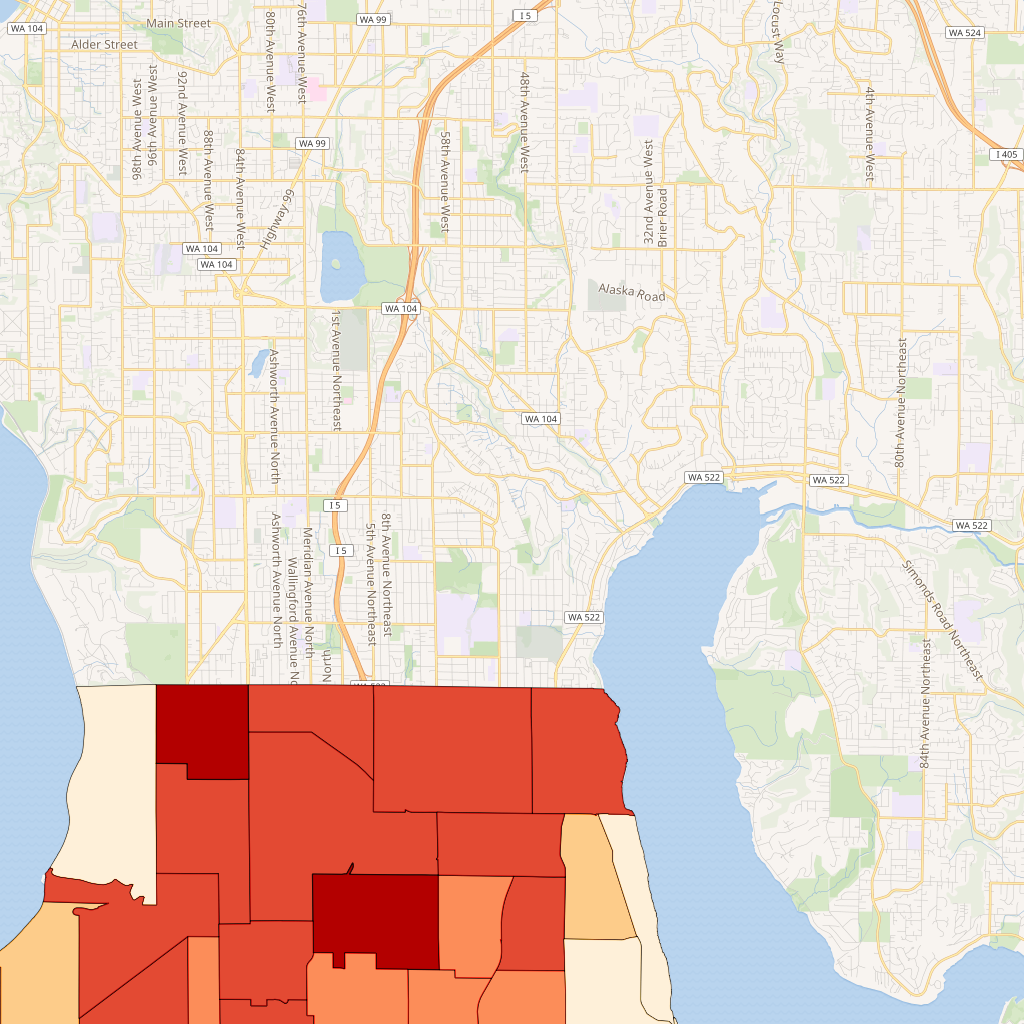 WA 104
Main Street
WA 99
I 5
WA 524
Alder Street
76th Avenue West
80th Avenue West
Locust Way
98th Avenue West
96th Avenue West
92nd Avenue West
88th Avenue West
84th Avenue West
WA 99
58th Avenue West
48th Avenue West
32nd Avenue West
Brier Road
4th Avenue West
I 405
Highway 99
WA 104
WA 104
Alaska Road
WA 104
1st Avenue Northeast
Ashworth Avenue North
WA 104
80th Avenue Northeast
WA 522
WA 522
I 5
WA 522
Ashworth Avenue North
Wallingford Avenue No
Meridian Avenue North
North
I 5
5th Avenue Northeast
8th Avenue Northeast
WA 522
Simonds Road Northeast
84th Avenue Northeast